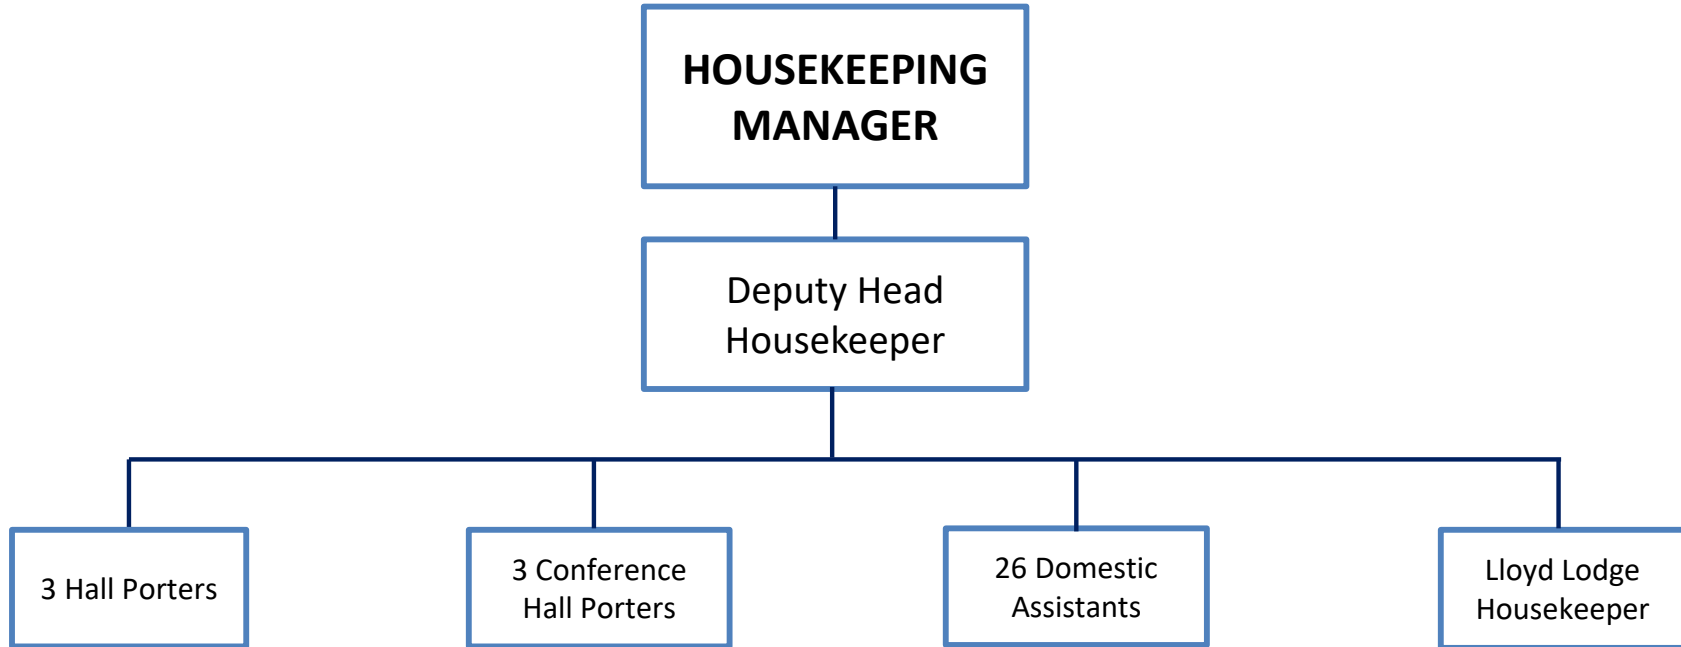 HOUSEKEEPING
MANAGER
Deputy Head
Housekeeper
3 Hall Porters
3 Conference
Hall Porters
26 Domestic
Assistants
Lloyd Lodge
Housekeeper